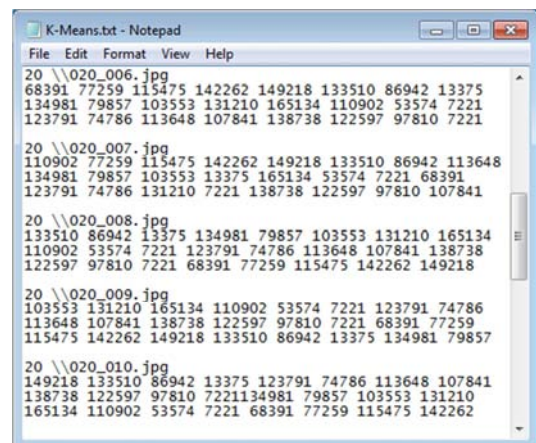 K-Means.txt - Notepad
File Edit Format View Help
20 \\020_006.jpg
68391 77259 115475 142262 149218 133510 86942 13375
134981 79857 103553 131210 165134 110902 53574 7221
123791 74786 113648 107841 138738 122597 97810 7221
20 \\020_007.jpg
110902 77259 115475 142262 149218 133510 86942 113648
134981 79857 103553 13375 165134 53574 7221 68391
123791 74786 131210 7221 138738 122597 97810 107841
20 \\020_008.jpg
133510 86942 13375 134981 79857 103553 131210 165134
110902 53574 7221 123791 74786 113648 107841 138738
122597 97810 7221 68391 77259 115475 142262 149218
20 \\020_009.jpg
103553 131210 165134 110902 53574 7221 123791 74786
113648 107841 138738 122597 97810 7221 68391 77259
115475 142262 149218 133510 86942 13375 134981 79857
20 \\020_010.jpg
149218 133510 86942 13375 123791 74786 113648 107841
138738 122597 97810 7221134981 79857 103553 131210
165134 110902 53574 7221 68391 77259 115475 142262